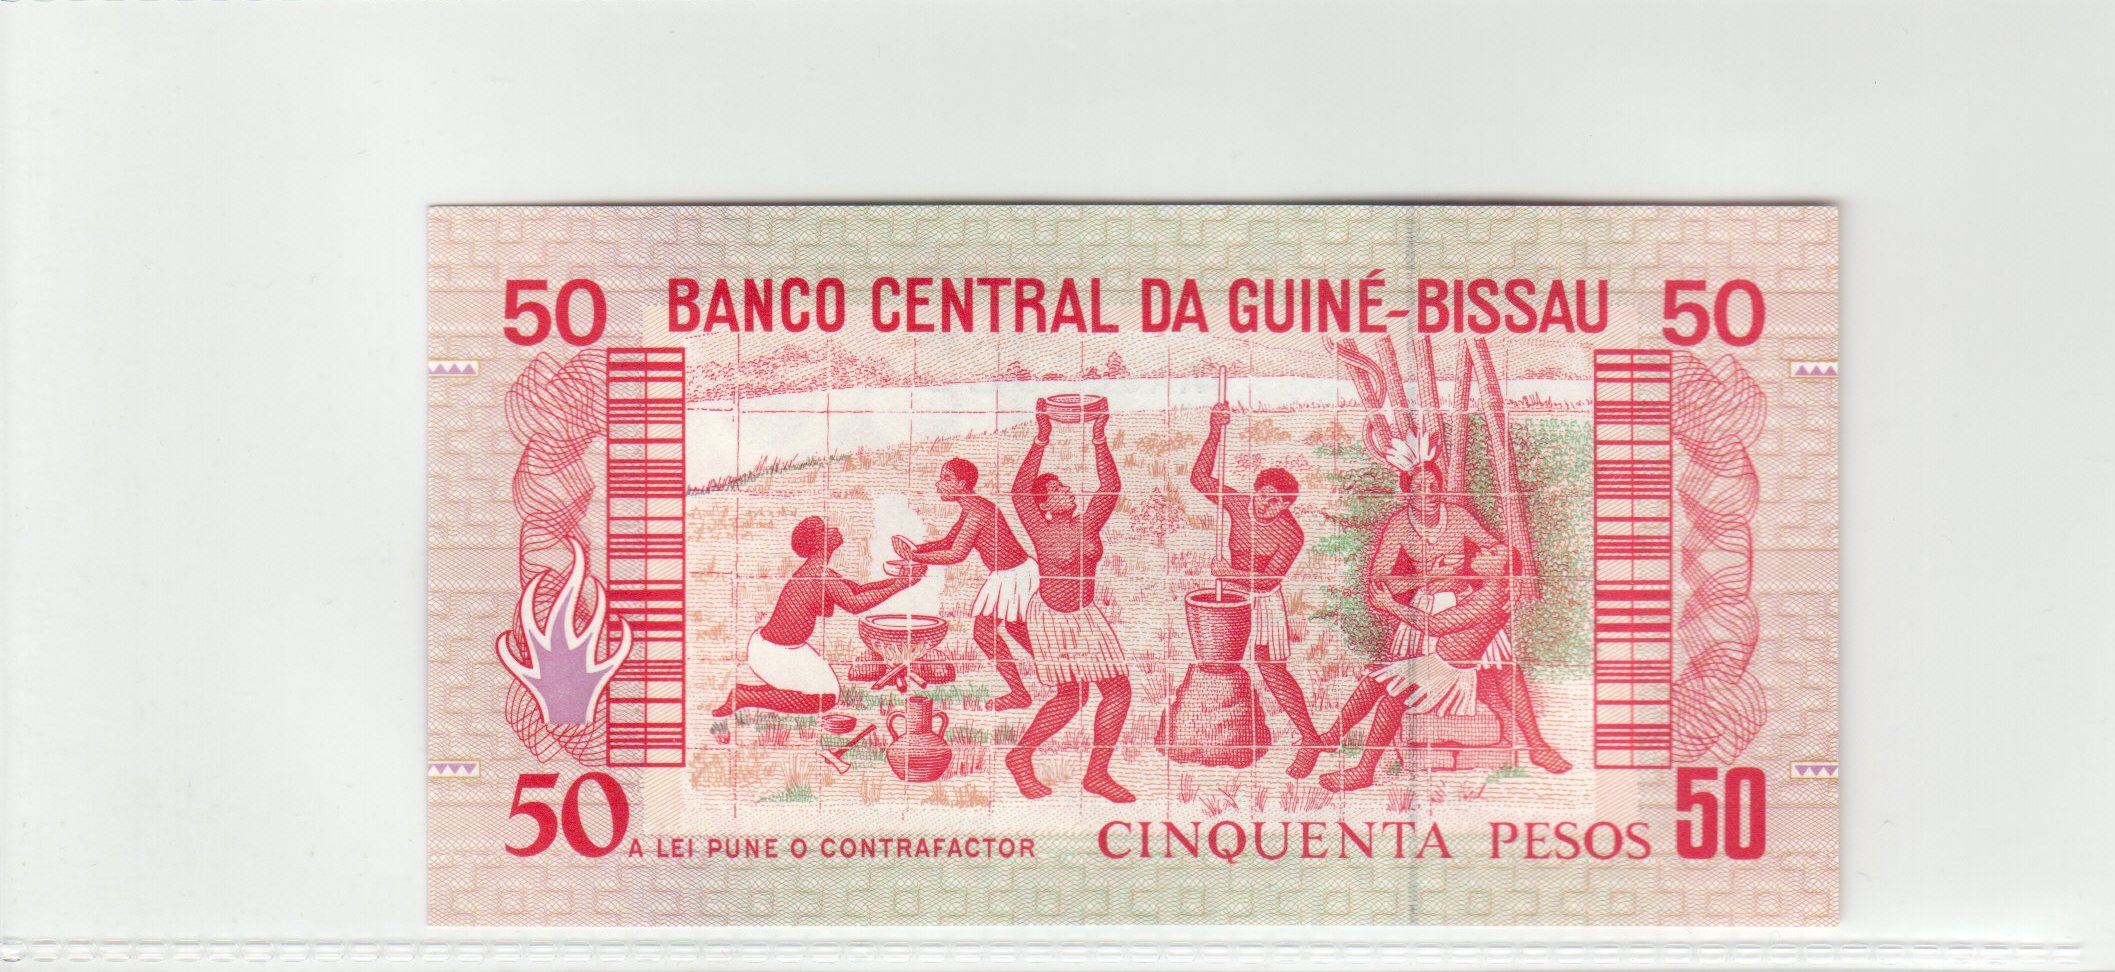 50 BANCO CENTRAL DA GUINÉ-BISSAU 50
50 A LEI PUNE O CONTRAFACTOR CINQUENTA PESOS 50